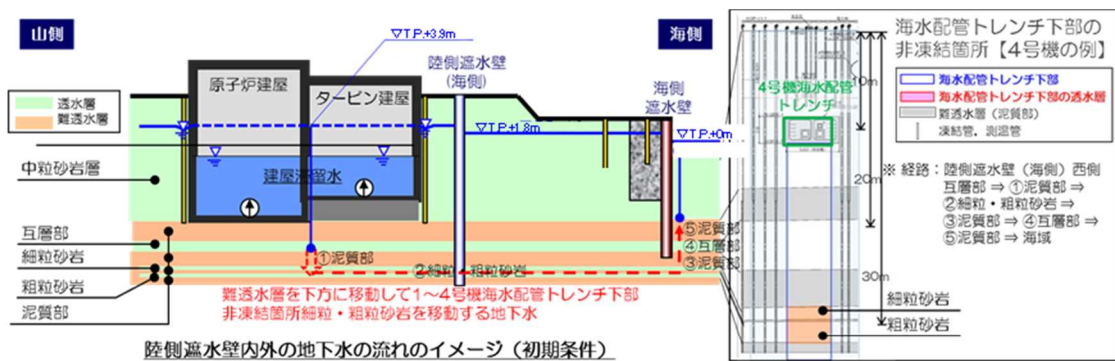 山側
▽T.P.+3.9m
海側
陸側遮水壁
(海側)
原子炉建屋
タービン建屋
海側
遮水壁
透水層
難透水層
▽T.P.+1.8m
▽T.P.+0m
中粒砂岩層
建屋滞留水
互層部
細粒砂岩
粗粒砂岩
泥質部
①泥質部
②細粒・粗粒砂岩
⑤泥質部
④互層部
③泥質部
難透水層を下方に移動して1~4号機海水配管トレンチ下部
非凍結箇所細粒・粗粒砂岩を移動する地下水
陸側遮水壁内外の地下水の流れのイメージ(初期条件)
海水配管トレンチ下部の
非凍結箇所【4号機の例】
10m
4号機海水配管
トレンチ
海水配管トレンチ下部
海水配管トレンチ下部の透水層
難透水層(泥質部)
凍結管、測温管
20m
※ 経路:陸側遮水壁(海側)西側
互層部 ⇒ ①泥質部 ⇒
②細粒・粗粒砂岩 ⇒
③泥質部 ⇒ ④互層部 ⇒
⑤泥質部 ⇒ 海域
30m
細粒砂岩
粗粒砂岩